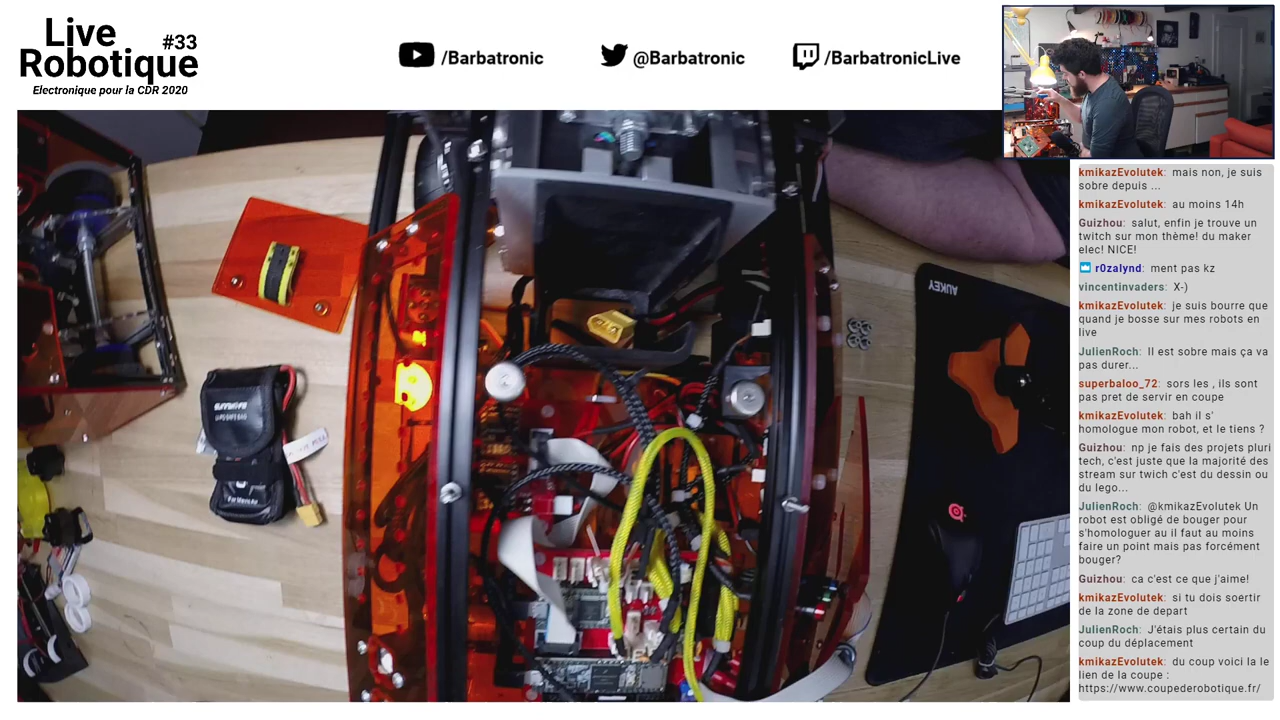 Live
Robotique #33
Electronique pour la CDR 2020
/Barbatronic
@Barbatronic
/BarbatronicLive
AUKEY
kmikazEvolutek: mais non, je suis
sobre depuis ...
kmikazEvolutek: au moins 14h
Guizhou: salut, enfin je trouve un
twitch sur mon thème! du maker
elec! NICE!
r0zalynd: ment pas kz
vincentinvaders: X-)
kmikazEvolutek: je suis bourre que
quand je bosse sur mes robots en
live
JulienRoch: Il est sobre mais ça va
pas durer...
superbaloo_72: sors les , ils sont
pas pret de servir en coupe
kmikazEvolutek: bah il s'
homologue mon robot, et le tiens ?
Guizhou: np je fais des projets pluri
tech, c'est juste que la majorité des
stream sur twich c'est du dessin ou
du lego...
JulienRoch: @kmikazEvolutek Un
robot est obligé de bouger pour
s'homologuer au il faut au moins
faire un point mais pas forcément
bouger?
Guizhou: ca c'est ce que j'aime!
kmikazEvolutek: si tu dois soertir
de la zone de depart
JulienRoch: J'étais plus certain du
coup du déplacement
kmikazEvolutek: du coup voici la le
lien de la coupe :
https://www.coupederobotique.fr/